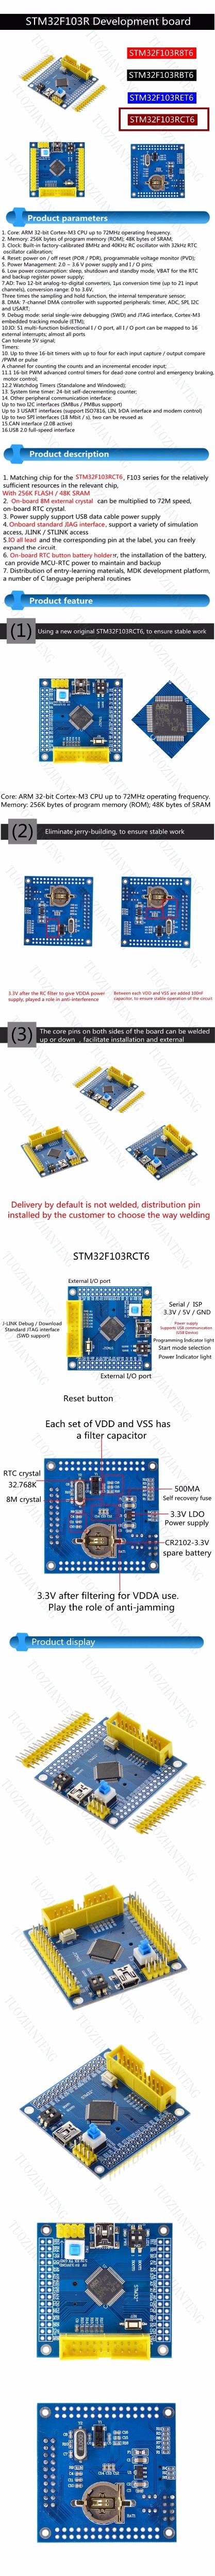 STM32F103R Development board
STM32F103R8T6
STM32F103RBT6
STM32F103RET6
STM32F103RCT6
Product parameters
1. Core: ARM 32-bit Cortex-M3 CPU up to 72MHz operating frequency.
2. Memory: 256K bytes of program memory (ROM); 48K bytes of SRAM;
3. Clock: Built-in factory-calibrated 8MHz and 40KHz RC oscillator with 32kHz RTC
oscillator calibration;
4. Reset: power on / off reset (POR / PDR), programmable voltage monitor (PVD).
5. Power Management: 2.0 ~ 3.6 V power supply and I / O pins;
6. Low power consumption: sleep, shutdown and standby mode, VBAT for the RTC
and backup register power supply;
7.AD: Two 12-bit analog-to-digital converters, 1μs conversion time (up to 21 input
channels), conversion range: 0 to 3.6V,
Three times the sampling and hold function, the internal temperature sensor;
8. DMA: 7-channel DMA controller with supported peripherals: timer, ADC, SPI, I2C
and USART;
9. Debug mode: serial single-wire debugging (SWD) and JTAG interface, Cortex-M3
embedded tracking module (ETM);
10.IO: 51 multi-function bidirectional I / O port, all I / O port can be mapped to 16
external interrupts; almost all ports
Can tolerate 5V signal;
Timers:
10. Up to three 16-bit timers with up to four for each input capture / output compare
/PWM or pulse
A channel for counting the counts and an incremental encoder input;
11.1 16-bit PWM advanced control timers for dead zone control and emergency braking,
motor control;
12.2 Watchdog Timers (Standalone and Windowed);
13. System time timer: 24-bit self-decrementing counter;
14. Other peripheral communication interface:
Up to two I2C interfaces (SMBus / PMBus support)
Up to 3 USART interfaces (support ISO7816, LIN, IrDA interface and modem control)
Up to two SPI interfaces (18 Mbit / s), two can be reused as
15.CAN interface (2.0B active)
16.USB 2.0 full-speed interface
Product description
1. Matching chip for the STM32F103RCT6, F103 series for the relatively
sufficient resources in the relevant chip,
With 256K FLASH / 48K SRAM
2. On-board 8M external crystal can be multiplied to 72M speed,
on-board RTC crystal.
3. Power supply support USB data cable power supply
4. Onboard standard JIAG interface, support a variety of simulation
access, JLINK / STLINK access
5.IO all lead and the corresponding pin at the label, you can freely
expand the circuit.
6. On-board RTC button battery holder, the installation of the battery,
can provide MCU-RTC power to maintain and backup
7. Distribution of entry-learning materials, MDK development platform,
a number of C language peripheral routines
Product feature
(1) Using a new original STM32F103RCT6, to ensure stable work
Core: ARM 32-bit Cortex-M3 CPU up to 72MHz operating frequency.
Memory: 256K bytes of program memory (ROM); 48K bytes of SRAM
(2) Eliminate jerry-building, to ensure stable work
3.3V after the RC filter to give VDDA power
supply, played a role in anti-interference
Between each VDD and VSS are added 100nF
capacitor, to ensure stable operation of the circuit
(3) The core pins on both sides of the board can be welded
up or down , facilitate installation and external
Delivery by default is not welded, distribution pin
installed by the customer to choose the way welding
STM32F103RCT6
External I/O port
J-LINK Debug / Download
Standard JTAG interface
(SWD support)
Serial / ISP
3.3V / 5V / GND
Power supply
Supports USB communication
(USB Device)
Programming Indicator light
Start mode selection
Power Indicator light
External I/O port
Reset button
Each set of VDD and VSS has
a filter capacitor
RTC crystal
32.768K
8M crystal
500MA
Self recovery fuse
3.3V LDO
Power supply
CR2102-3.3V
spare battery
3.3V after filtering for VDDA use.
Play the role of anti-jamming
Product display
TUOZHANTENG